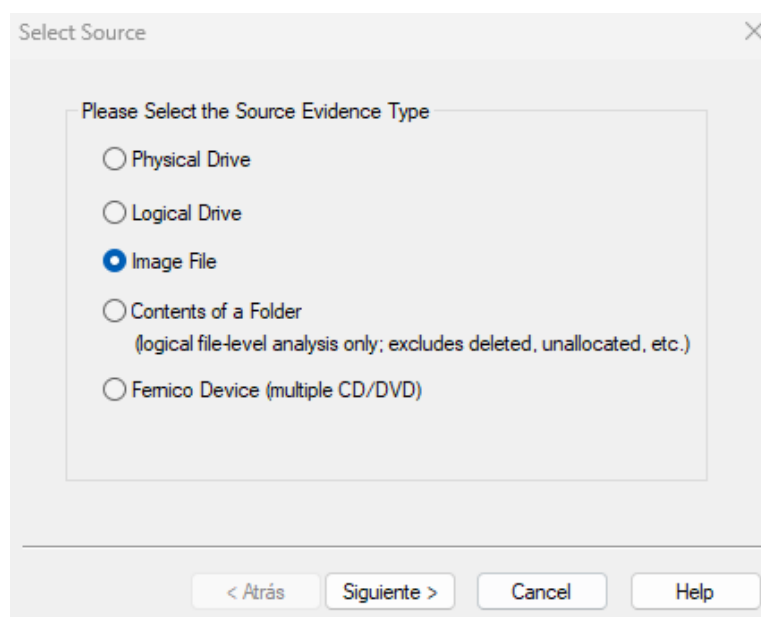 Select Source
Please Select the Source Evidence Type
Physical Drive
Logical Drive
Image File
Contents of a Folder
(logical file-level analysis only; excludes deleted, unallocated, etc.)
Fernico Device (multiple CD/DVD)
< Atrás
Siguiente >
Cancel
Help